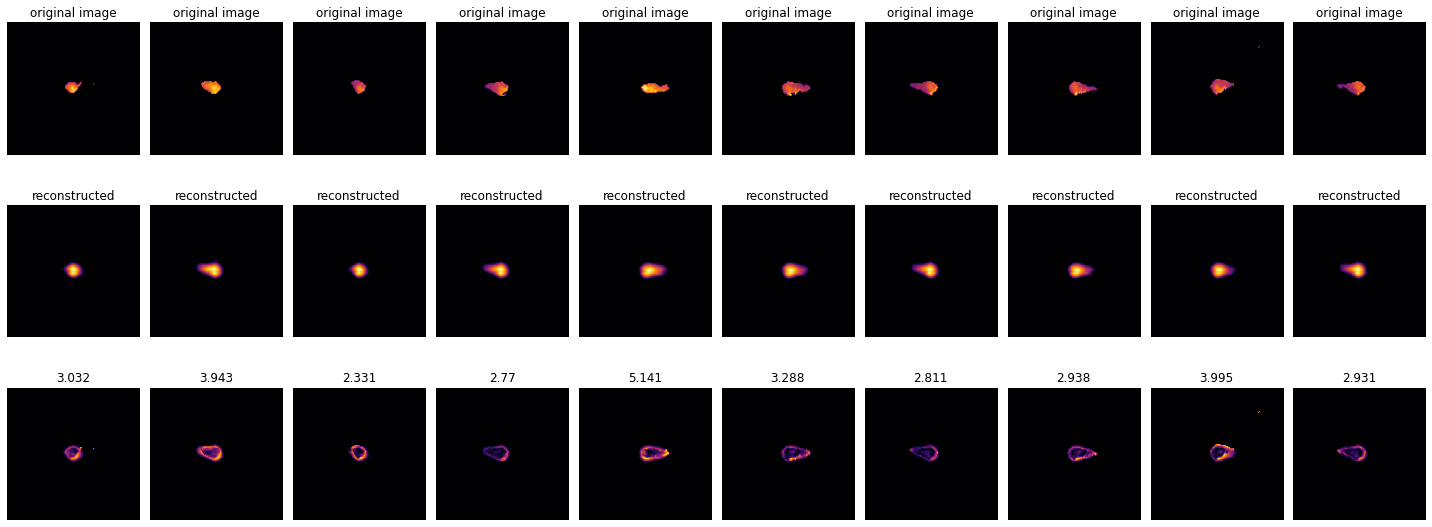 original image original image original image original image original image original image original image original image original image original image
reconstructed reconstructed reconstructed reconstructed reconstructed reconstructed reconstructed reconstructed reconstructed reconstructed
3.032 3.943 2.331 2.77 5.141 3.288 2.811 2.938 3.995 2.931